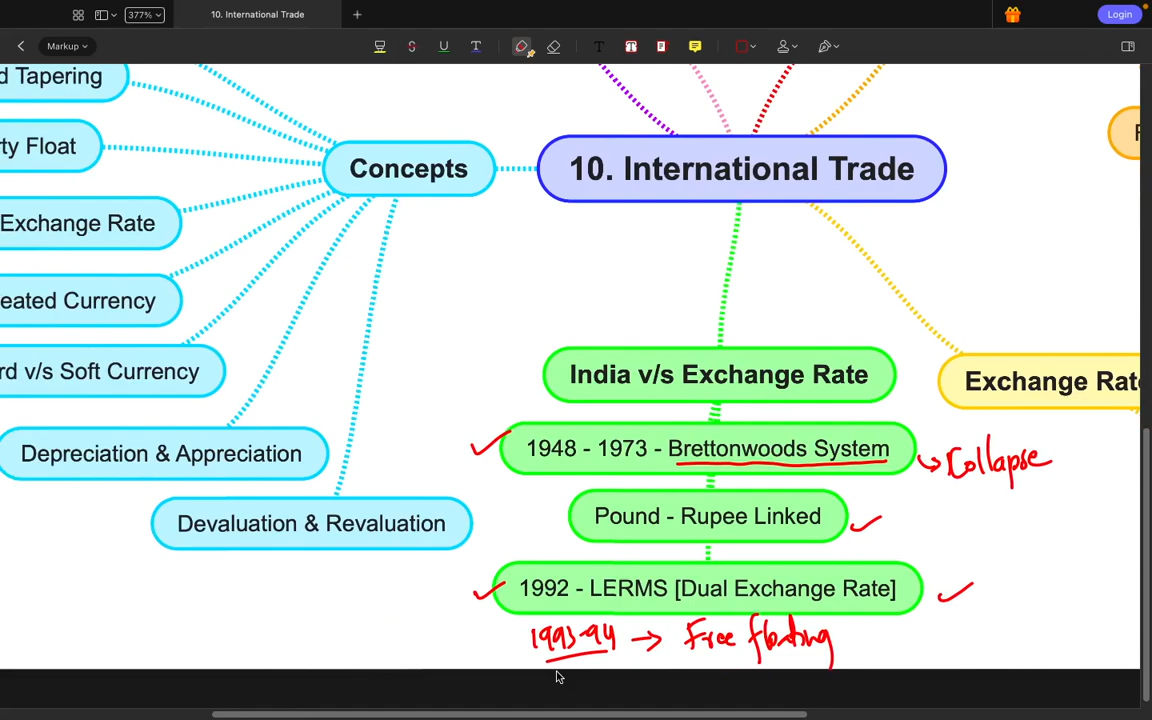 377%
10. International Trade
Login
Markup
d Tapering
ty Float
Exchange Rate
eated Currency
rd v/s Soft Currency
Depreciation & Appreciation
Devaluation & Revaluation
Concepts
10. International Trade
India v/s Exchange Rate
1948 - 1973 - Brettonwoods System
Collapse
Pound - Rupee Linked
1992 - LERMS [Dual Exchange Rate]
1993-94 → Free floating
Exchange Rate
F